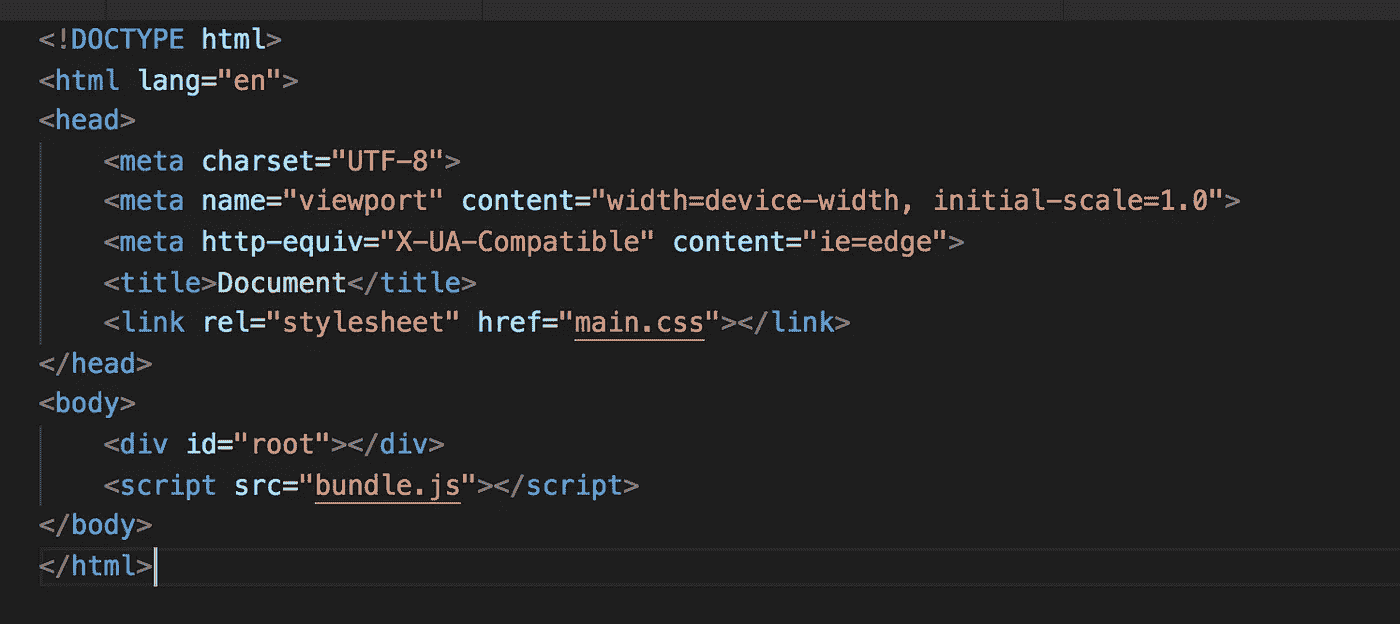 <!DOCTYPE html>
<html lang="en">
<head>
    <meta charset="UTF-8">
    <meta name="viewport" content="width=device-width, initial-scale=1.0">
    <meta http-equiv="X-UA-Compatible" content="ie=edge">
    <title>Document</title>
    <link rel="stylesheet" href="main.css"></link>
</head>
<body>
    <div id="root"></div>
    <script src="bundle.js"></script>
</body>
</html>